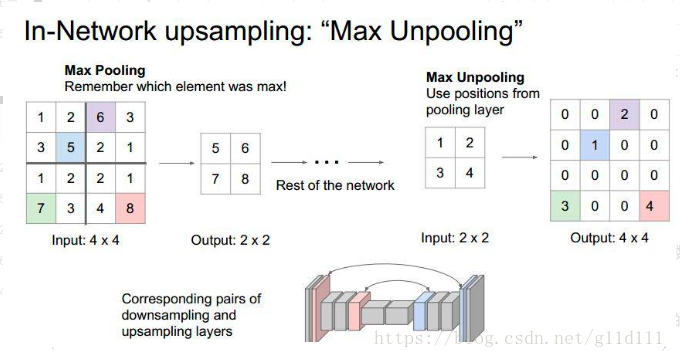 In-Network upsampling: “Max Unpooling”
Max Pooling
Remember which element was max!
1 2 6 3
3 5 2 1
1 2 2 1
7 3 4 8
Input: 4 x 4
5 6
7 8
Output: 2 x 2
...
Rest of the network
Max Unpooling
Use positions from
pooling layer
1 2
3 4
Input: 2 x 2
0 0 2 0
0 1 0 0
0 0 0 0
3 0 0 4
Output: 4 x 4
Corresponding pairs of
downsampling and
upsampling layers
https://blog.csdn.net/g11d111